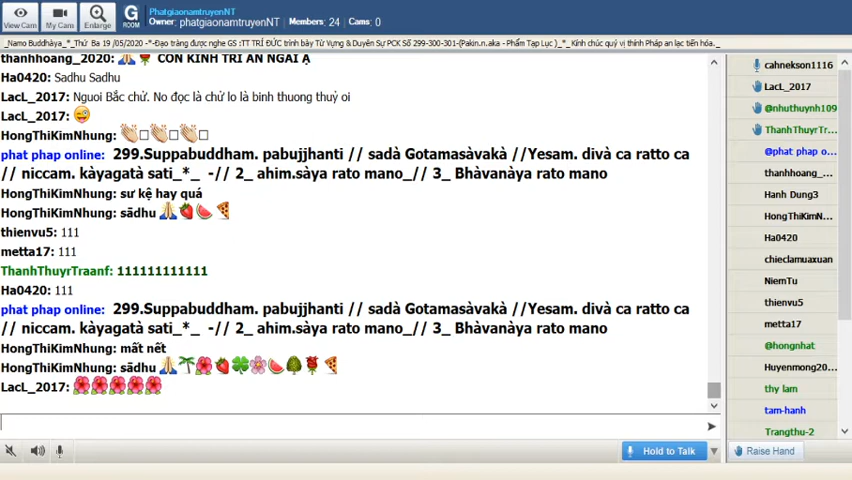 PhatgiaonamtruyenNT
Owner: phatgiaonamtruyenNT | Members: 24 | Cams: 0
View Cam
My Cam
Enlarge
G ROOM
_Namo Buddhàya_*_Thứ Ba 19 /05/2020 -*-Đạo tràng được nghe GS :TT TRÍ ĐỨC trình bày Từ Vựng & Duyên Sự PCK Số 299-300-301-(Pakin.n.aka - Phẩm Tạp Lục )_*_Kính chúc quý vị thính Pháp an lạc tiến hóa._
thanhhoang_2020: 🙏🌹 CON KÍNH TRI ÂN NGÀI Ạ
Ha0420: Sadhu Sadhu
LacL_2017: Nguoi Bắc chứ. No đọc là chử lo là binh thuong thuỷ oi
LacL_2017: 😜
HongThiKimNhung: 👏□👏□👏□
phat phap online: 299.Suppabuddham. pabujjhanti // sadà Gotamasàvakà //Yesam. divà ca ratto ca
// niccam. kàyagatà sati_*_ -// 2_ ahim.sàya rato mano_// 3_ Bhàvanàya rato mano
HongThiKimNhung: sư kệ hay quá
HongThiKimNhung: sādhu 🙏🍓🍉🍕
thienvu5: 111
metta17: 111
ThanhThuyrTraanf: 111111111111
Ha0420: 111
phat phap online: 299.Suppabuddham. pabujjhanti // sadà Gotamasàvakà //Yesam. divà ca ratto ca
// niccam. kàyagatà sati_*_ -// 2_ ahim.sàya rato mano_// 3_ Bhàvanàya rato mano
HongThiKimNhung: mất nết
HongThiKimNhung: sādhu 🙏🌴🌺🍓🍀🌸🍉🌳🌹🍕
LacL_2017: 🌺🌺🌺🌺🌺
Hold to Talk
cahnekson1116
LacL_2017
@nhuthuynh109
ThanhThuyrTr...
@phat phap o...
thanhhoang_...
Hanh Dung3
HongThiKimN...
Ha0420
chieclamuaxuan
NiemTu
thienvu5
metta17
@hongnhat
Huyenmong20...
thy lam
tam-hanh
Trangthu-2
Raise Hand